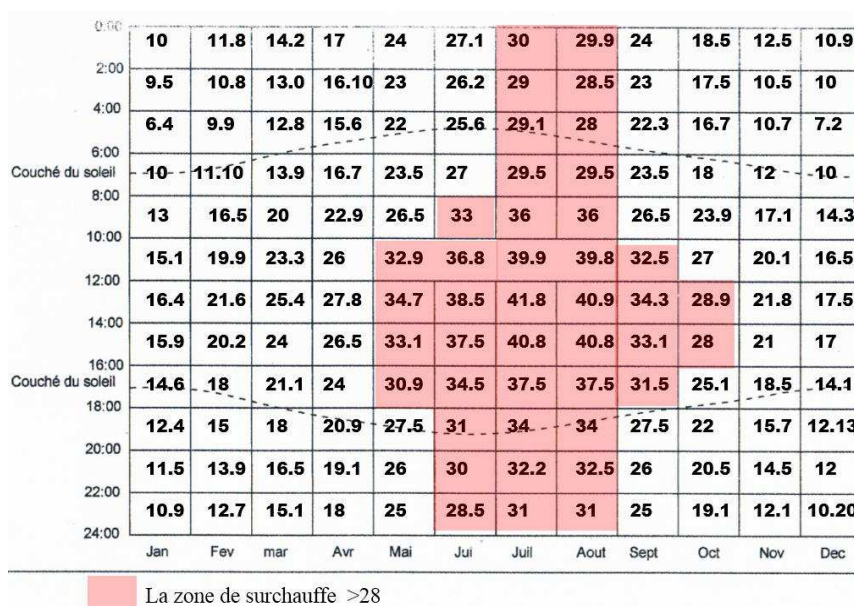 0:00
10 11.8 14.2 17 24 27.1 30 29.9 24 18.5 12.5 10.9
2:00
9.5 10.8 13.0 16.10 23 26.2 29 28.5 23 17.5 10.5 10
4:00
6.4 9.9 12.8 15.6 22 25.6 29.1 28 22.3 16.7 10.7 7.2
6:00
Couché du soleil 10 11.10 13.9 16.7 23.5 27 29.5 29.5 23.5 18 12 10
8:00
13 16.5 20 22.9 26.5 33 36 36 26.5 23.9 17.1 14.3
10:00
15.1 19.9 23.3 26 32.9 36.8 39.9 39.8 32.5 27 20.1 16.5
12:00
16.4 21.6 25.4 27.8 34.7 38.5 41.8 40.9 34.3 28.9 21.8 17.5
14:00
15.9 20.2 24 26.5 33.1 37.5 40.8 40.8 33.1 28 21 17
16:00
Couché du soleil 14.6 18 21.1 24 30.9 34.5 37.5 37.5 31.5 25.1 18.5 14.1
18:00
12.4 15 18 20.9 27.5 31 34 34 27.5 22 15.7 12.13
20:00
11.5 13.9 16.5 19.1 26 30 32.2 32.5 26 20.5 14.5 12
22:00
10.9 12.7 15.1 18 25 28.5 31 31 25 19.1 12.1 10.20
24:00
Jan Fev mar Avr Mai Jui Juil Aout Sept Oct Nov Dec
La zone de surchauffe >28